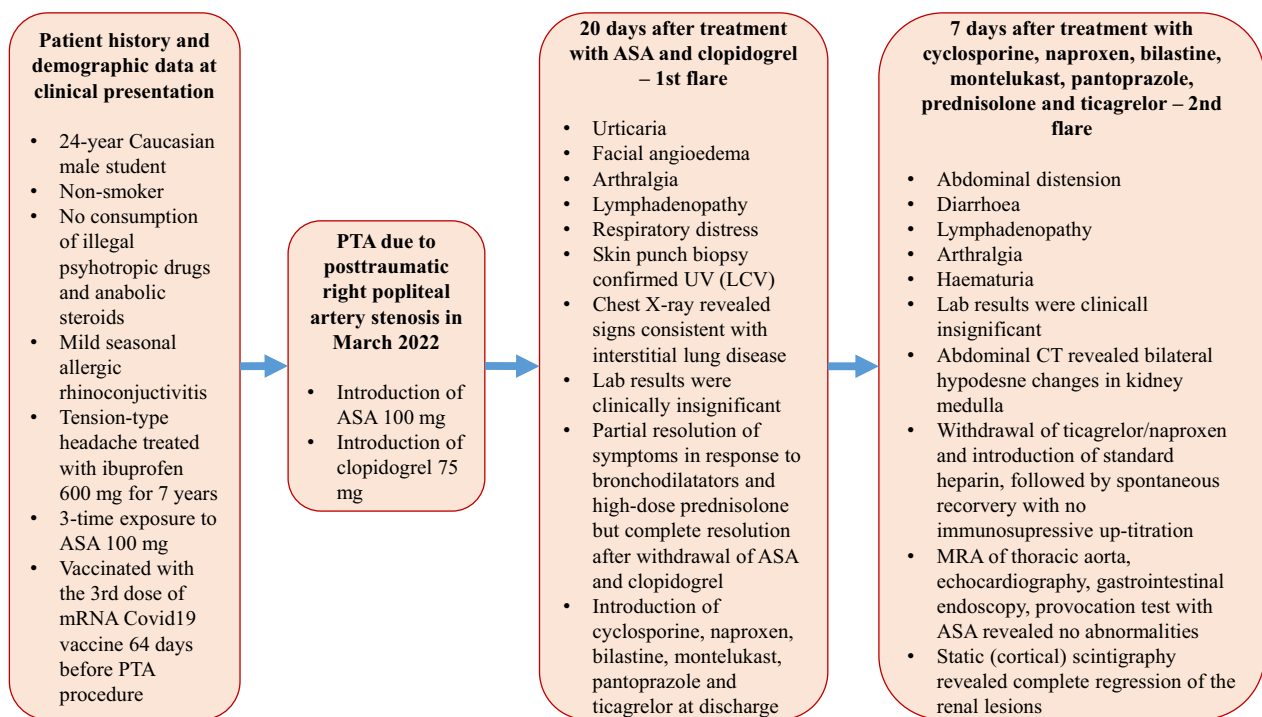 Patient history and
demographic data at
clinical presentation
• 24-year Caucasian
male student
• Non-smoker
• No consumption
of illegal
psyhotropic drugs
and anabolic
steroids
• Mild seasonal
allergic
rhinoconjuctivitis
• Tension-type
headache treated
with ibuprofen
600 mg for 7 years
• 3-time exposure to
ASA 100 mg
• Vaccinated with
the 3rd dose of
mRNA Covid19
vaccine 64 days
before PTA
procedure
PTA due to
posttraumatic
right popliteal
artery stenosis in
March 2022
• Introduction of
ASA 100 mg
• Introduction of
clopidogrel 75
mg
20 days after treatment
with ASA and clopidogrel
– 1st flare
• Urticaria
• Facial angioedema
• Arthralgia
• Lymphadenopathy
• Respiratory distress
• Skin punch biopsy
confirmed UV (LCV)
• Chest X-ray revealed
signs consistent with
interstitial lung disease
• Lab results were
clinically insignificant
• Partial resolution of
symptoms in response to
bronchodilatators and
high-dose prednisolone
but complete resolution
after withdrawal of ASA
and clopidogrel
• Introduction of
cyclosporine, naproxen,
bilastine, montelukast,
pantoprazole and
ticagrelor at discharge
7 days after treatment with
cyclosporine, naproxen, bilastine,
montelukast, pantoprazole,
prednisolone and ticagrelor – 2nd
flare
• Abdominal distension
• Diarrhoea
• Lymphadenopathy
• Arthralgia
• Haematuria
• Lab results were clinicall
insignificant
• Abdominal CT revealed bilateral
hypodesne changes in kidney
medulla
• Withdrawal of ticagrelor/naproxen
and introduction of standard
heparin, followed by spontaneous
recorvery with no
immunosupressive up-titration
• MRA of thoracic aorta,
echocardiography, gastrointestinal
endoscopy, provocation test with
ASA revealed no abnormalities
• Static (cortical) scintigraphy
revealed complete regression of the
renal lesions